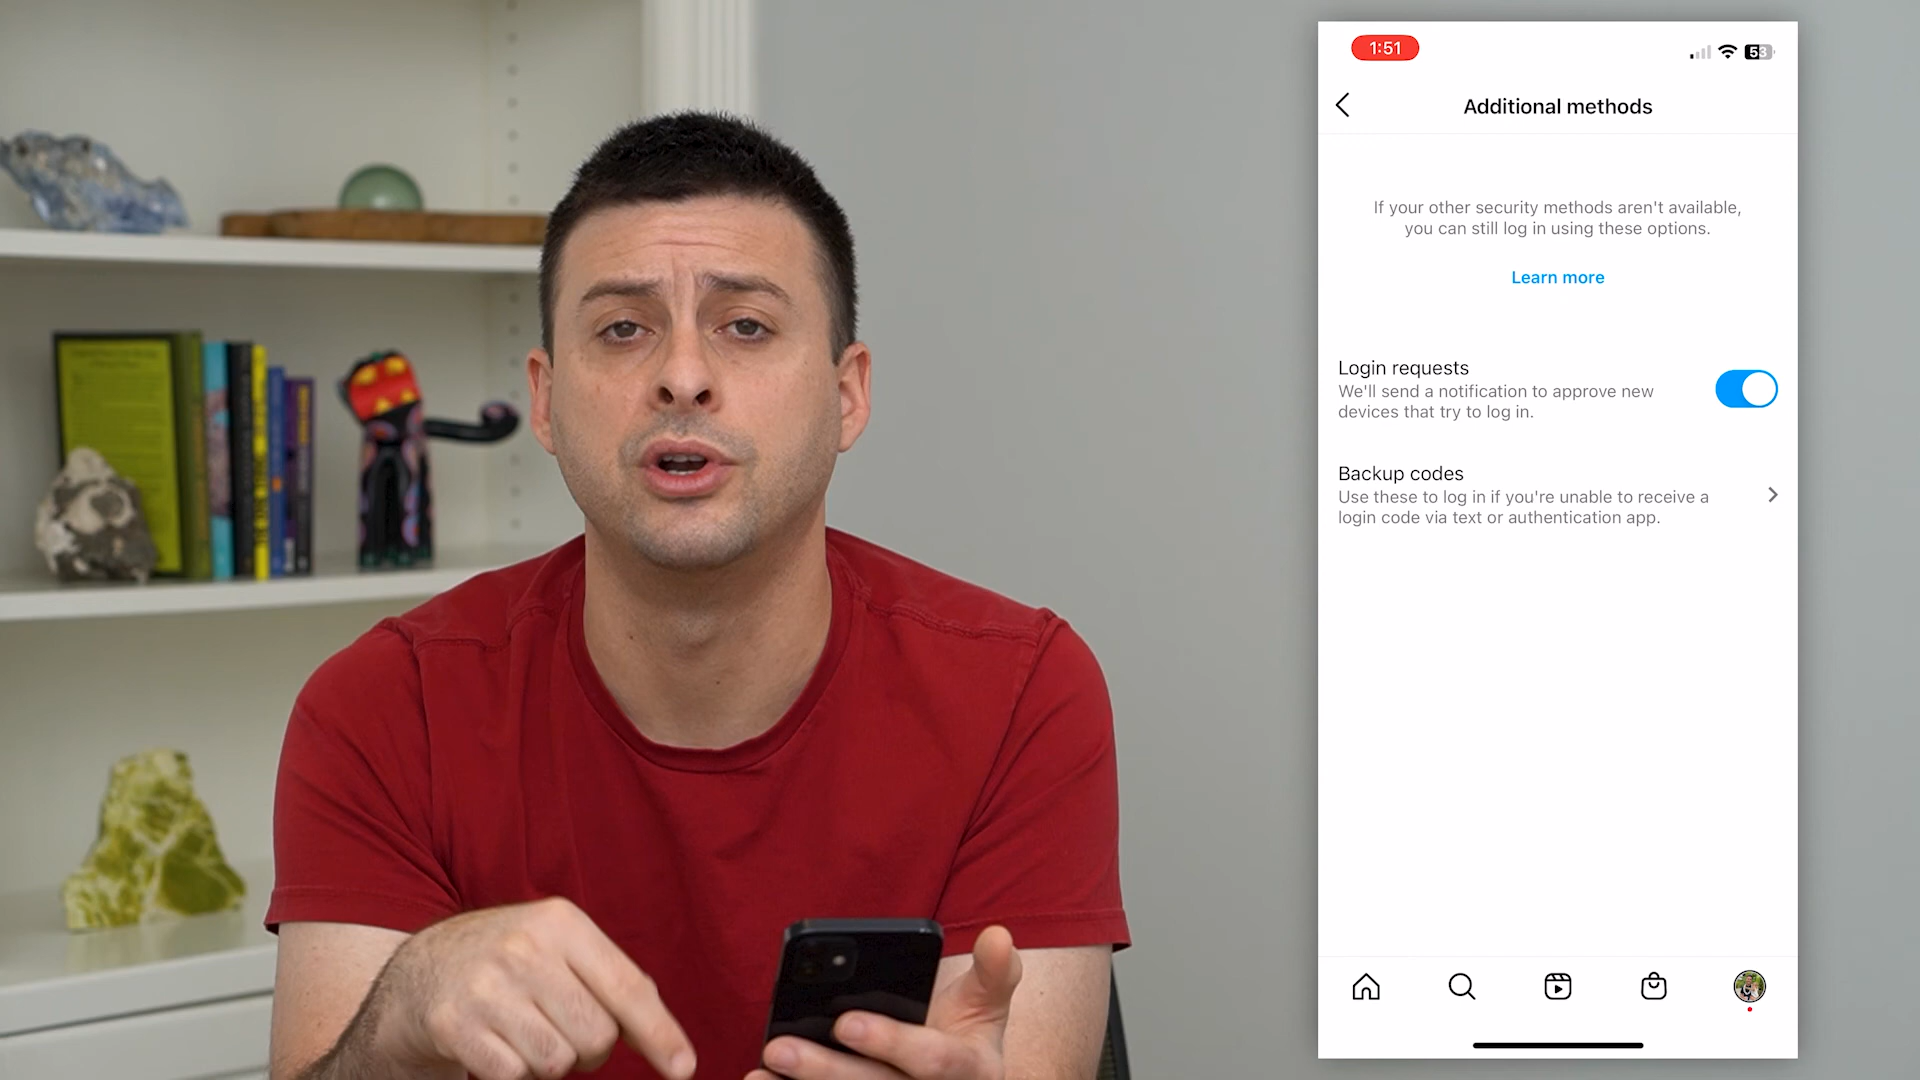 1:51
53
Additional methods
If your other security methods aren't available,
you can still log in using these options.
Learn more
Login requests
We'll send a notification to approve new
devices that try to log in.
Backup codes
Use these to log in if you're unable to receive a
login code via text or authentication app.